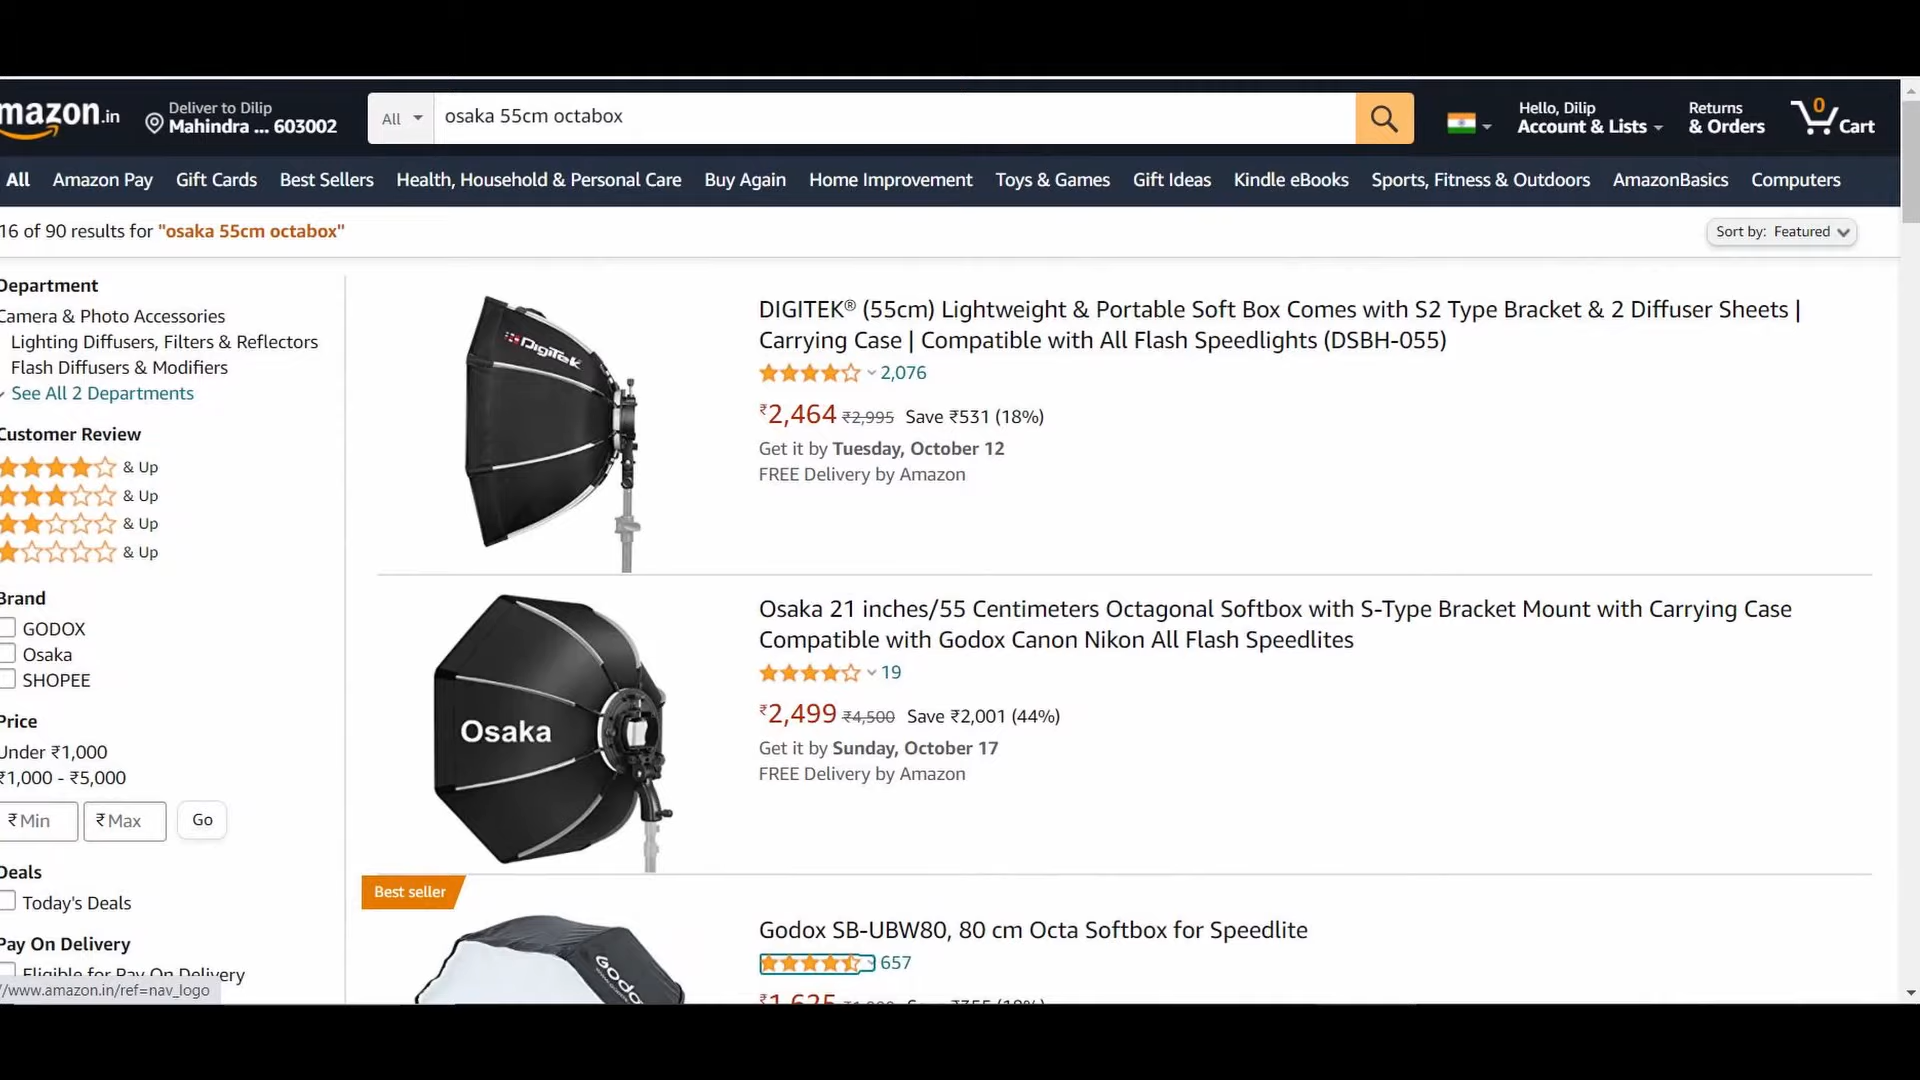 mazon.in
Deliver to Dilip
Mahindra ... 603002
All
osaka 55cm octabox
Hello, Dilip
Account & Lists
Returns
& Orders
0
Cart
All
Amazon Pay
Gift Cards
Best Sellers
Health, Household & Personal Care
Buy Again
Home Improvement
Toys & Games
Gift Ideas
Kindle eBooks
Sports, Fitness & Outdoors
AmazonBasics
Computers
16 of 90 results for "osaka 55cm octabox"
Sort by: Featured
Department
Camera & Photo Accessories
Lighting Diffusers, Filters & Reflectors
Flash Diffusers & Modifiers
See All 2 Departments
Customer Review
& Up
& Up
& Up
& Up
Brand
GODOX
Osaka
SHOPEE
Price
Under ₹1,000
₹1,000 - ₹5,000
₹ Min
₹ Max
Go
Deals
Today's Deals
Pay On Delivery
Eligible for Pay On Delivery
/www.amazon.in/ref=nav_logo
DigiTek
DIGITEK® (55cm) Lightweight & Portable Soft Box Comes with S2 Type Bracket & 2 Diffuser Sheets |
Carrying Case | Compatible with All Flash Speedlights (DSBH-055)
2,076
₹2,464 ₹2,995 Save ₹531 (18%)
Get it by Tuesday, October 12
FREE Delivery by Amazon
Osaka
Osaka 21 inches/55 Centimeters Octagonal Softbox with S-Type Bracket Mount with Carrying Case
Compatible with Godox Canon Nikon All Flash Speedlites
19
₹2,499 ₹4,500 Save ₹2,001 (44%)
Get it by Sunday, October 17
FREE Delivery by Amazon
Best seller
Godox SB-UBW80, 80 cm Octa Softbox for Speedlite
657
₹1,625 Save ₹355 (18%)